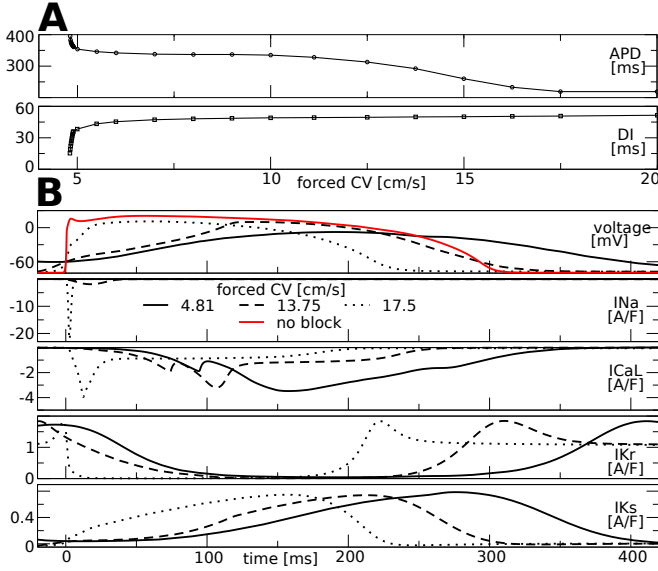 A
400
300
200
APD
[ms]
60
30
0
DI
[ms]
5
10
15
20
forced CV [cm/s]
B
0
-60
voltage
[mV]
forced CV [cm/s]
4.81
13.75
17.5
no block
-10
-20
INa
[A/F]
-2
-4
ICaL
[A/F]
1
0
IKr
[A/F]
0.4
0
IKs
[A/F]
0
100
200
300
400
time [ms]